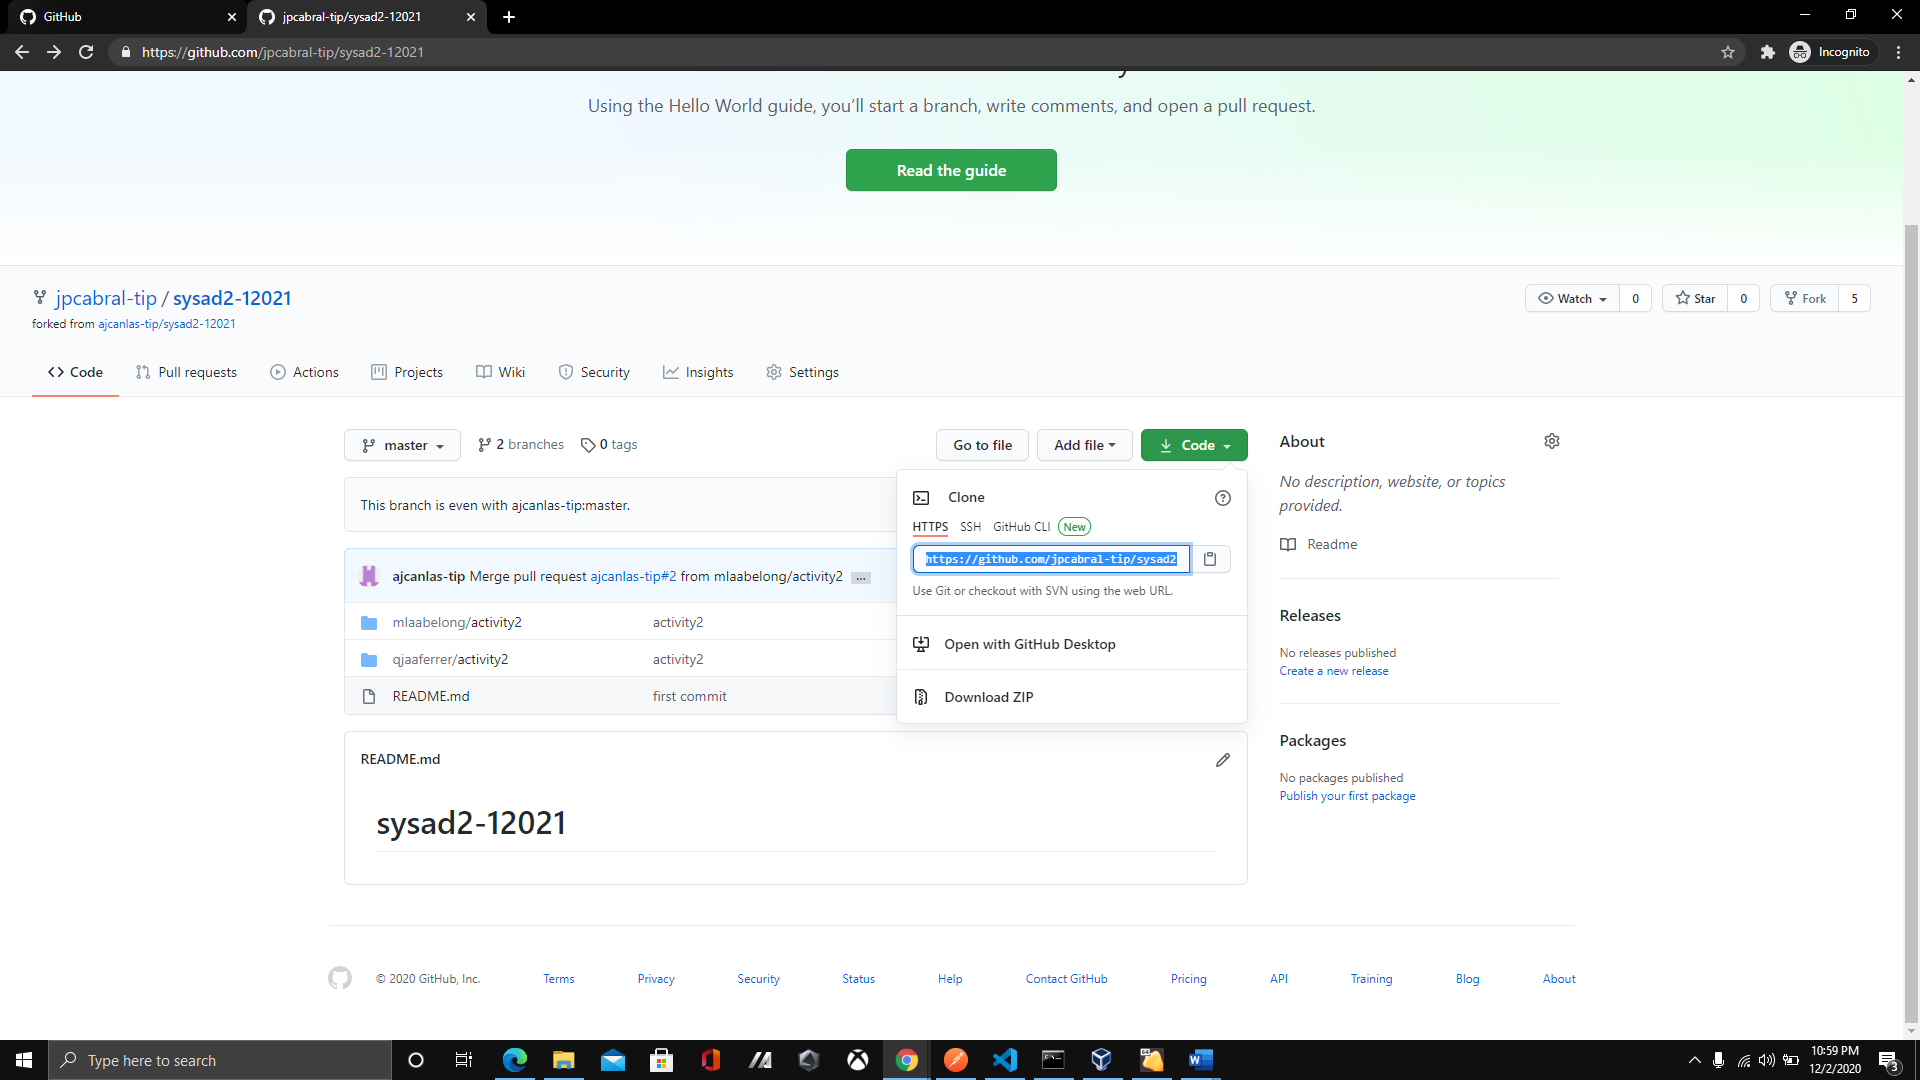 GitHub
jpcabral-tip/sysad2-12021
https://github.com/jpcabral-tip/sysad2-12021
Incognito
Using the Hello World guide, you’ll start a branch, write comments, and open a pull request.
Read the guide
jpcabral-tip / sysad2-12021
Watch 0
Star 0
Fork 5
forked from ajcanlas-tip/sysad2-12021
Code
Pull requests
Actions
Projects
Wiki
Security
Insights
Settings
master
2 branches
0 tags
Go to file
Add file
Code
This branch is even with ajcanlas-tip:master.
ajcanlas-tip Merge pull request ajcanlas-tip#2 from mlaabelong/activity2 ...
mlaabelong/activity2 activity2
qjaaferrer/activity2 activity2
README.md first commit
Clone
HTTPS SSH GitHub CLI New
https://github.com/jpcabral-tip/sysad2
Use Git or checkout with SVN using the web URL.
Open with GitHub Desktop
Download ZIP
README.md
sysad2-12021
About
No description, website, or topics
provided.
Readme
Releases
No releases published
Create a new release
Packages
No packages published
Publish your first package
© 2020 GitHub, Inc.
Terms
Privacy
Security
Status
Help
Contact GitHub
Pricing
API
Training
Blog
About
Type here to search
10:59 PM
12/2/2020
3